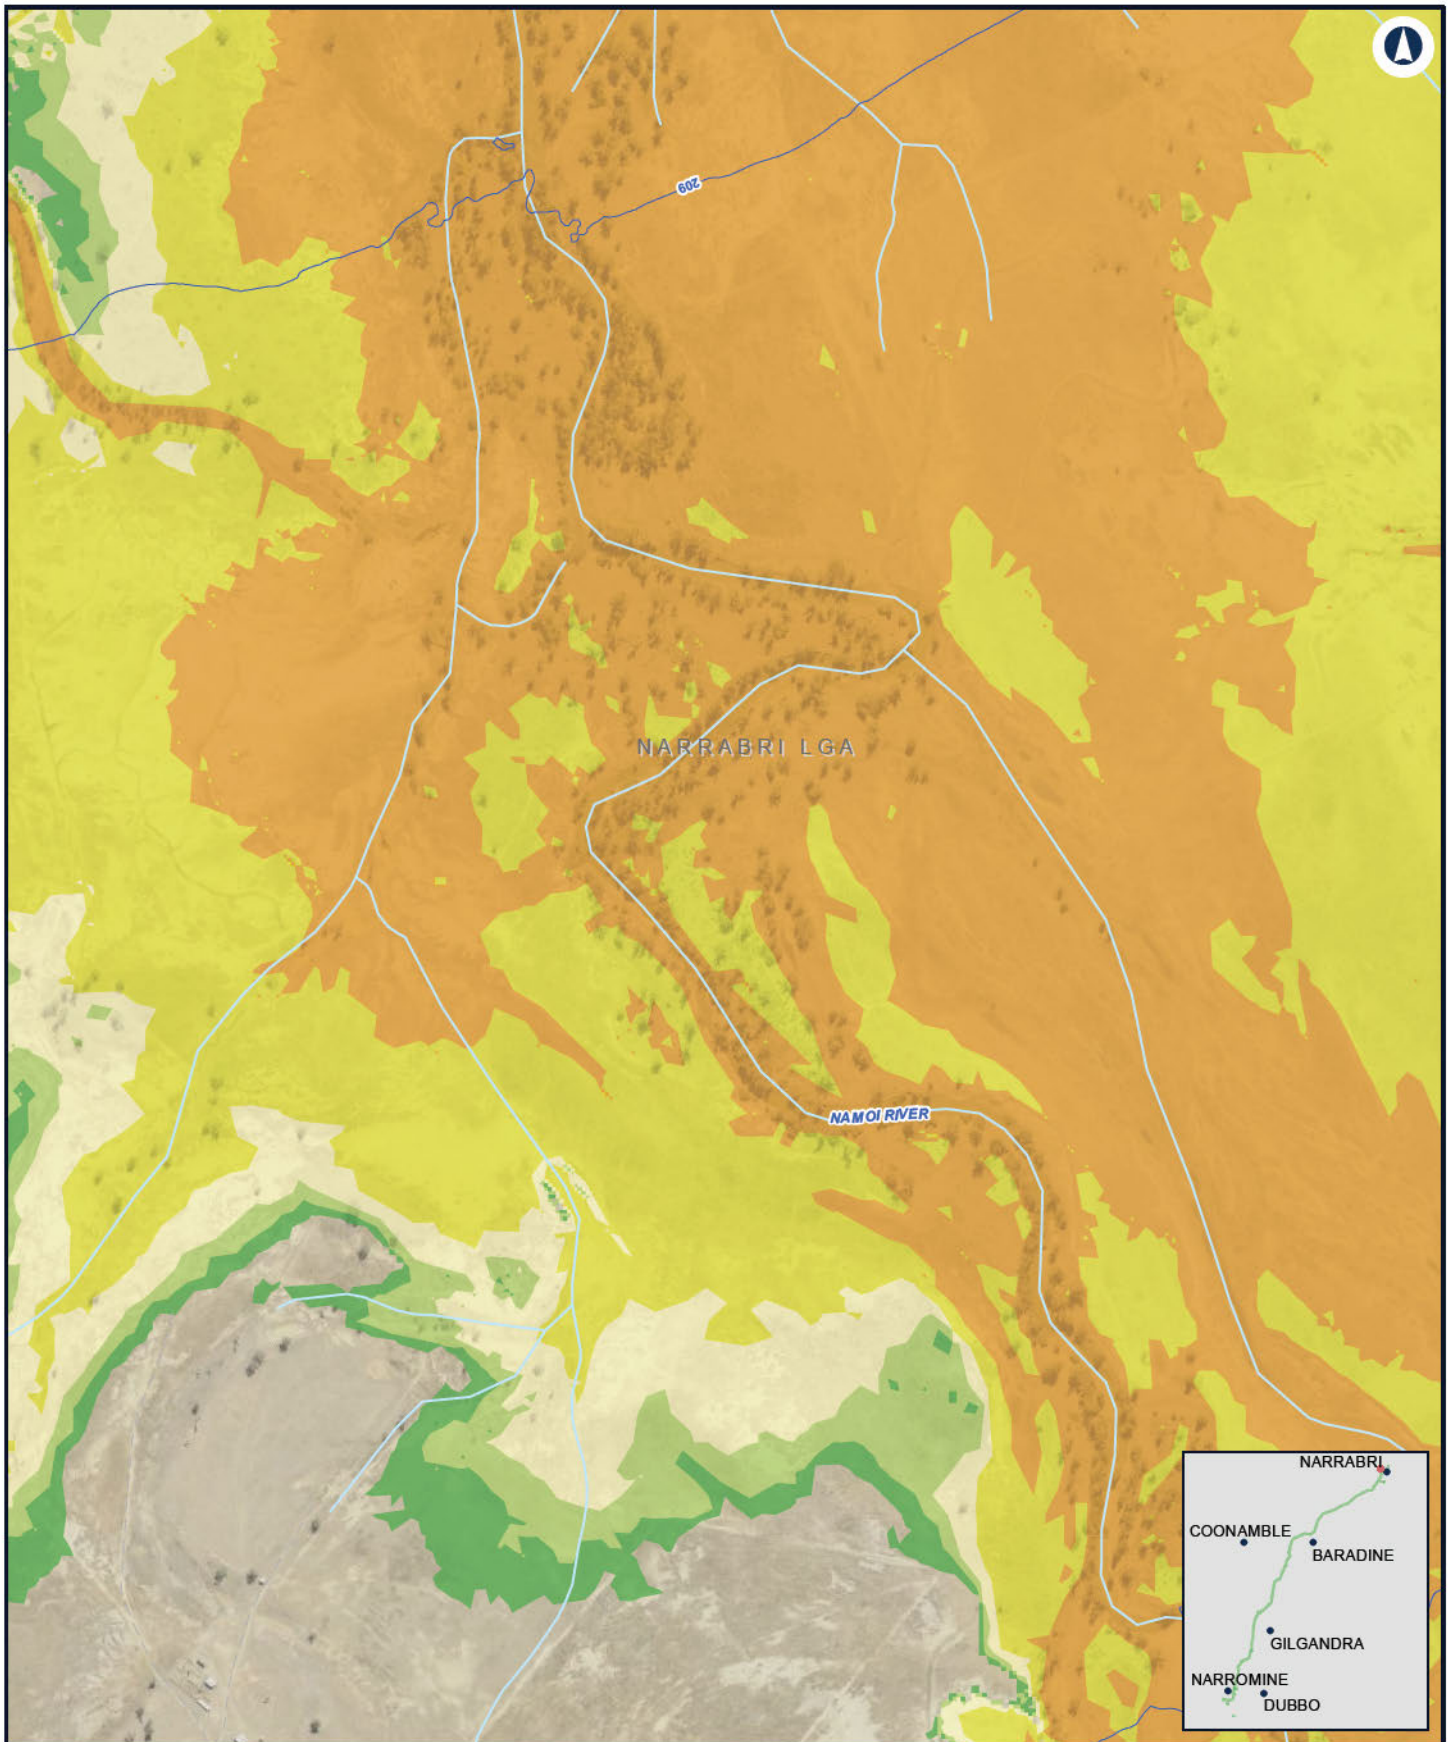 209
NARRABRI LGA
NAMOI RIVER
NARRABRI
COONAMBLE
BARADINE
GILGANDRA
NARROMINE
DUBBO